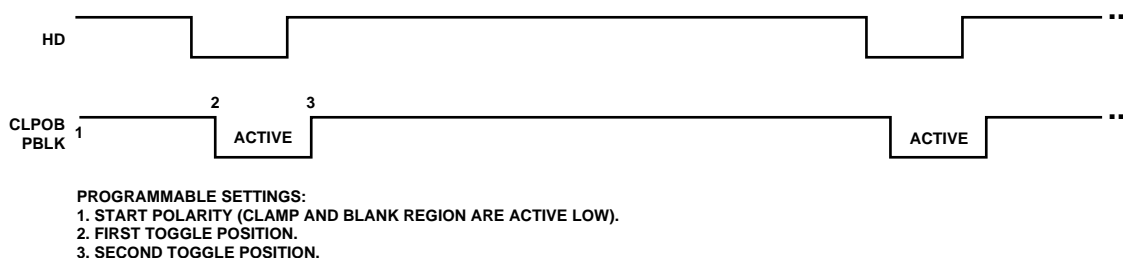 HD
2 3
CLPOB 1
PBLK
ACTIVE ACTIVE
PROGRAMMABLE SETTINGS:
1. START POLARITY (CLAMP AND BLANK REGION ARE ACTIVE LOW).
2. FIRST TOGGLE POSITION.
3. SECOND TOGGLE POSITION.